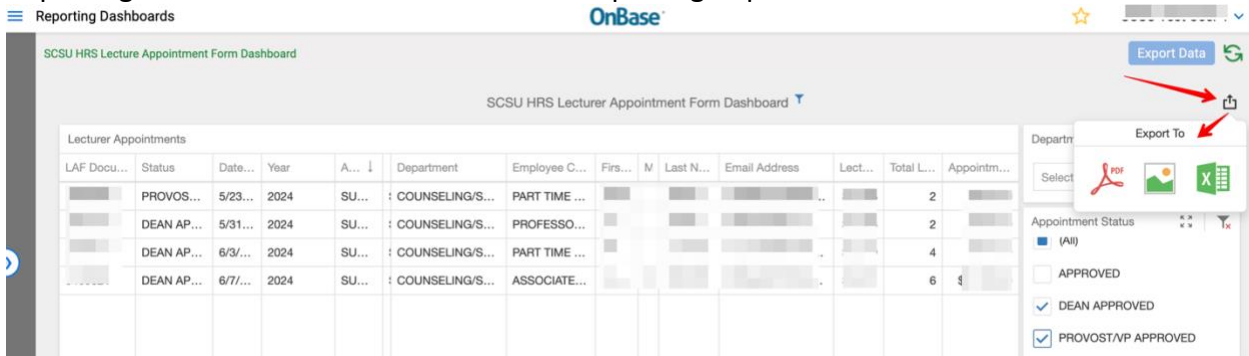 Reporting Dashboards OnBase
SCSU HRS Lecture Appointment Form Dashboard Export Data
SCSU HRS Lecturer Appointment Form Dashboard
Export To
PDF X
Lecturer Appointments
LAF Docu... Status Date... Year A... ↓ Department Employee C... Firs... M Last N... Email Address Lect... Total L... Appointm...
PROVOS... 5/23... 2024 SU... : COUNSELING/S... PART TIME ... 2
DEAN AP... 5/31... 2024 SU... : COUNSELING/S... PROFESSO... 2
DEAN AP... 6/3/... 2024 SU... : COUNSELING/S... PART TIME ... 4
DEAN AP... 6/7/... 2024 SU... : COUNSELING/S... ASSOCIATE... 6 $
Departm
Select
Appointment Status
(All)
APPROVED
DEAN APPROVED
PROVOST/VP APPROVED